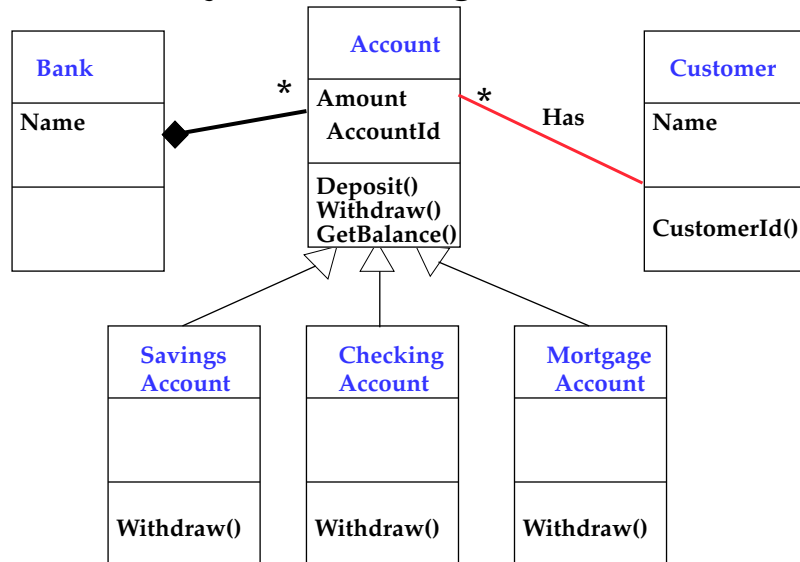 Bank
Name
*
Account
Amount
AccountId
Deposit()
Withdraw()
GetBalance()
*
Has
Customer
Name
CustomerId()
Savings
Account
Withdraw()
Checking
Account
Withdraw()
Mortgage
Account
Withdraw()